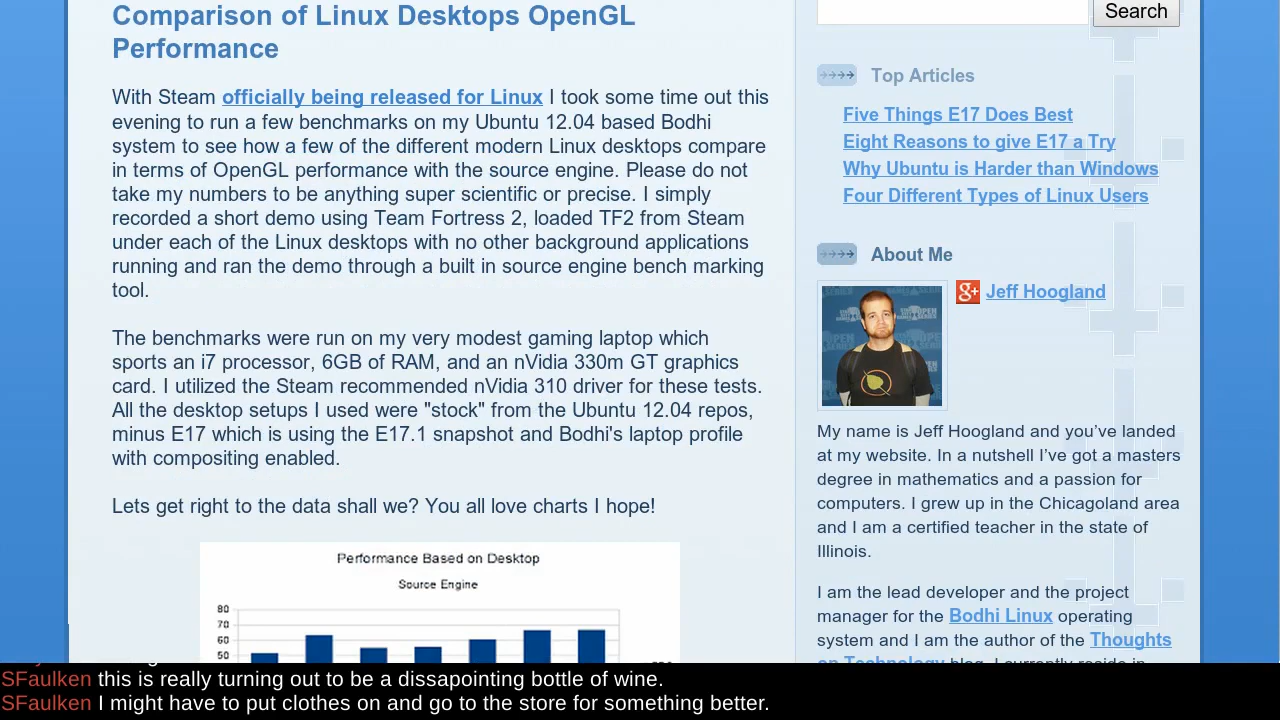 Comparison of Linux Desktops OpenGL
Performance
With Steam officially being released for Linux I took some time out this
evening to run a few benchmarks on my Ubuntu 12.04 based Bodhi
system to see how a few of the different modern Linux desktops compare
in terms of OpenGL performance with the source engine. Please do not
take my numbers to be anything super scientific or precise. I simply
recorded a short demo using Team Fortress 2, loaded TF2 from Steam
under each of the Linux desktops with no other background applications
running and ran the demo through a built in source engine bench marking
tool.
The benchmarks were run on my very modest gaming laptop which
sports an i7 processor, 6GB of RAM, and an nVidia 330m GT graphics
card. I utilized the Steam recommended nVidia 310 driver for these tests.
All the desktop setups I used were "stock" from the Ubuntu 12.04 repos,
minus E17 which is using the E17.1 snapshot and Bodhi's laptop profile
with compositing enabled.
Lets get right to the data shall we? You all love charts I hope!
Performance Based on Desktop
Source Engine
80
70
60
50
Search
Top Articles
Five Things E17 Does Best
Eight Reasons to give E17 a Try
Why Ubuntu is Harder than Windows
Four Different Types of Linux Users
About Me
g+ Jeff Hoogland
My name is Jeff Hoogland and you've landed
at my website. In a nutshell I've got a masters
degree in mathematics and a passion for
computers. I grew up in the Chicagoland area
and I am a certified teacher in the state of
Illinois.
I am the lead developer and the project
manager for the Bodhi Linux operating
system and I am the author of the Thoughts
on Technology blog. I currently reside in
SFaulken this is really turning out to be a dissapointing bottle of wine.
SFaulken I might have to put clothes on and go to the store for something better.